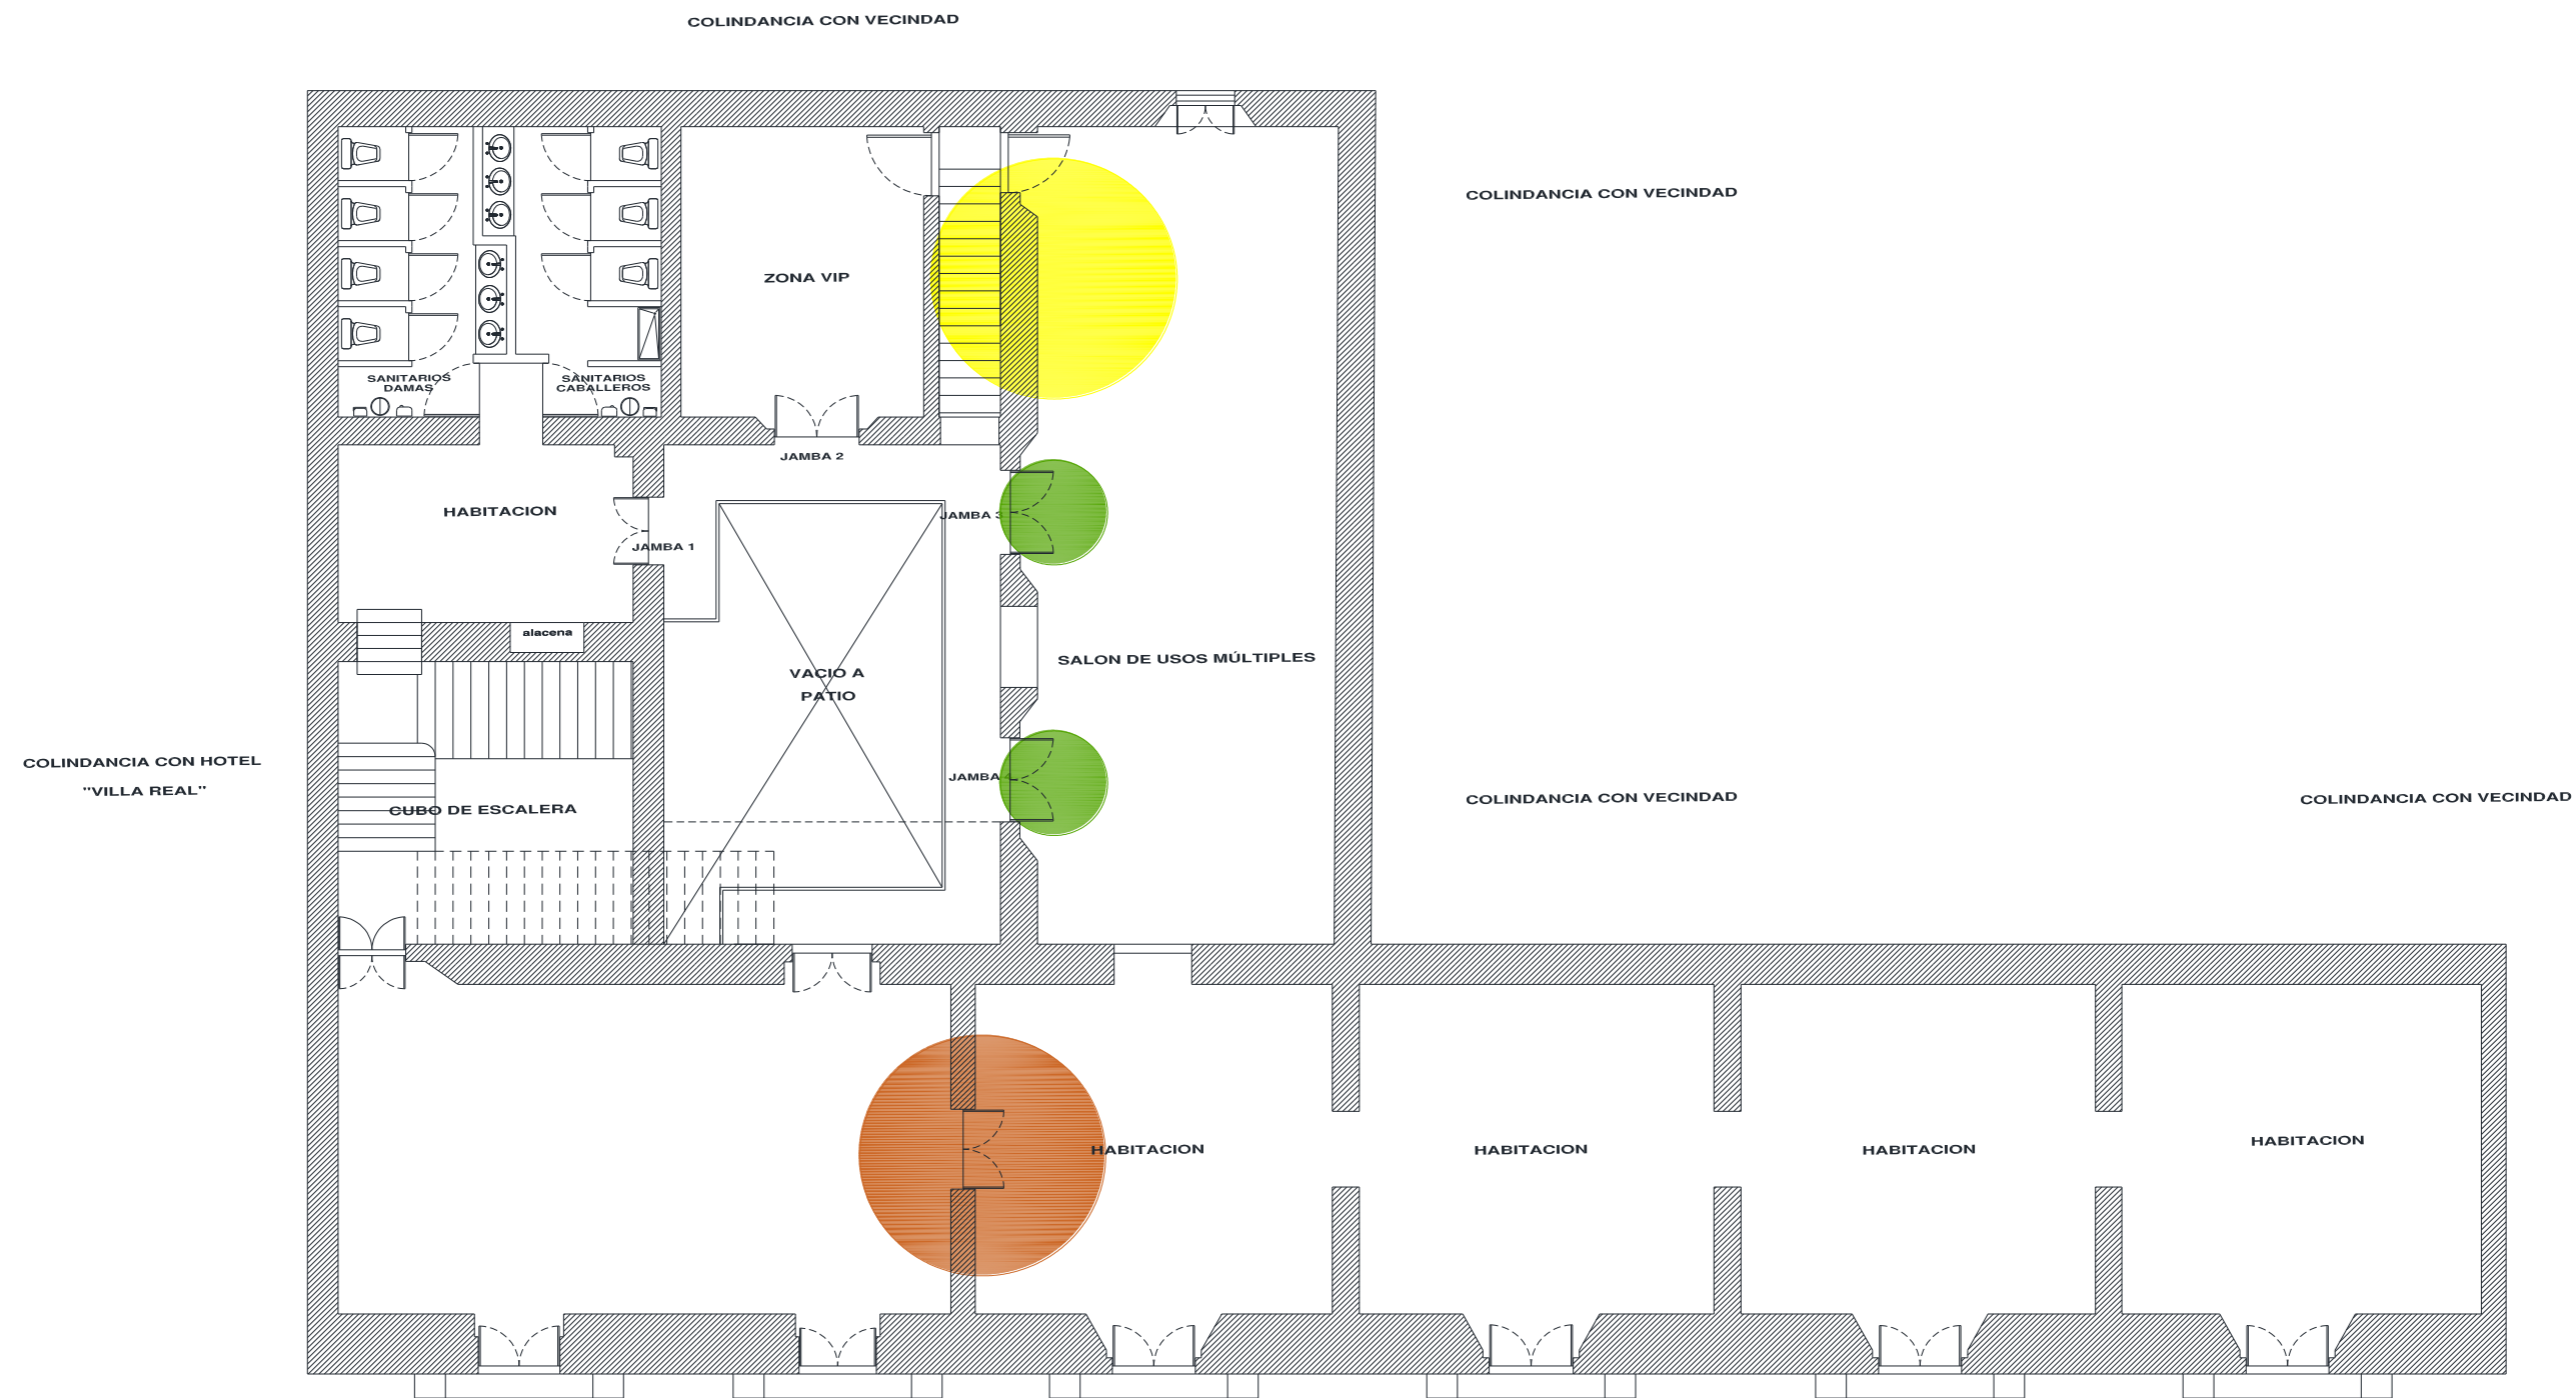 COLINDANCIA CON VECINDAD
COLINDANCIA CON VECINDAD
ZONA VIP
SANITARIOS
DAMAS
SANITARIOS
CABALLEROS
JAMBA 2
HABITACION
JAMBA 3
JAMBA 1
alacena
VACIO A
PATIO
SALON DE USOS MÚLTIPLES
COLINDANCIA CON HOTEL
"VILLA REAL"
JAMBA
CUBO DE ESCALERA
COLINDANCIA CON VECINDAD
COLINDANCIA CON VECINDAD
HABITACION
HABITACION
HABITACION
HABITACION